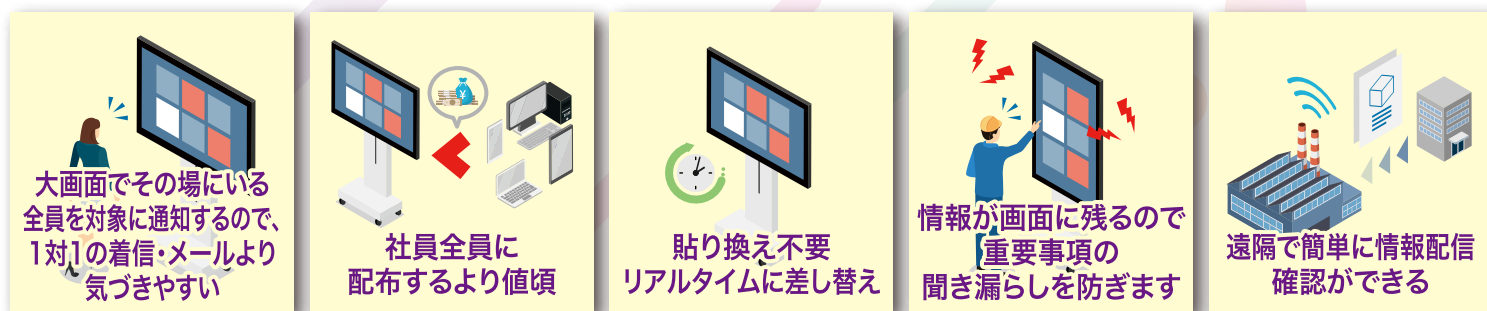 大画面でその場にいる
全員を対象に通知するので、
1対1の着信・メールより
気づきやすい
社員全員に
配布するより値頃
貼り換え不要
リアルタイムに差し替え
情報が画面に残るので
重要事項の
聞き漏らしを防ぎます
遠隔で簡単に情報配信
確認ができる